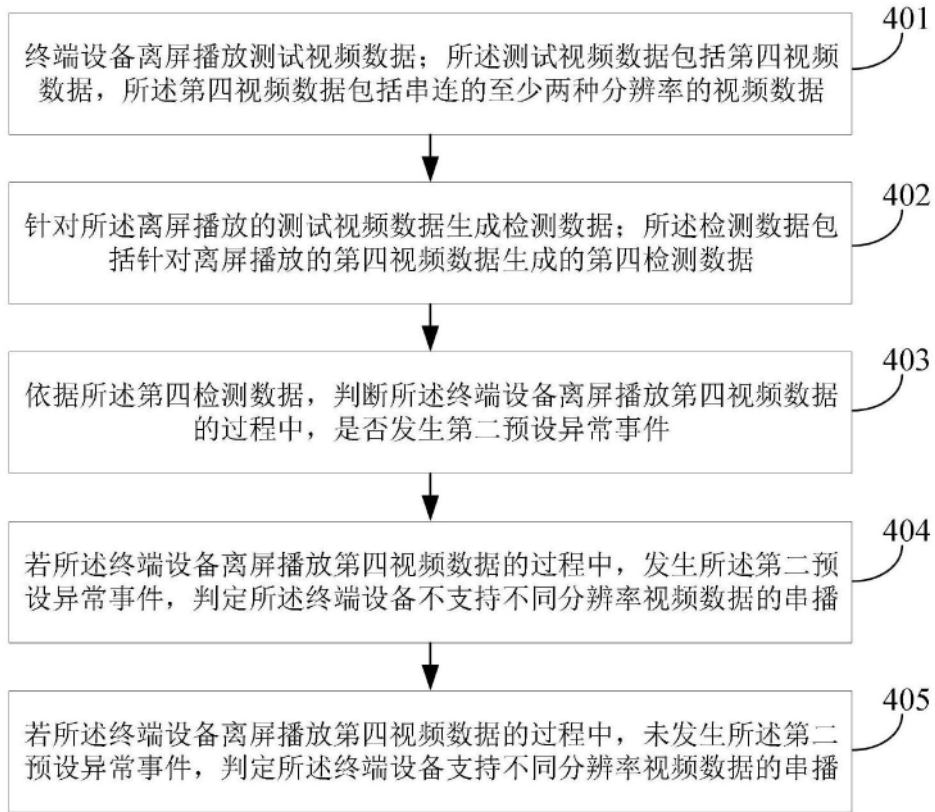 401
终端设备离屏播放测试视频数据；所述测试视频数据包括第四视频
数据，所述第四视频数据包括串连的至少两种分辨率的视频数据
402
针对所述离屏播放的测试视频数据生成检测数据；所述检测数据包
括针对离屏播放的第四视频数据生成的第四检测数据
403
依据所述第四检测数据，判断所述终端设备离屏播放第四视频数据
的过程中，是否发生第二预设异常事件
404
若所述终端设备离屏播放第四视频数据的过程中，发生所述第二预
设异常事件，判定所述终端设备不支持不同分辨率视频数据的串播
405
若所述终端设备离屏播放第四视频数据的过程中，未发生所述第二
预设异常事件，判定所述终端设备支持不同分辨率视频数据的串播